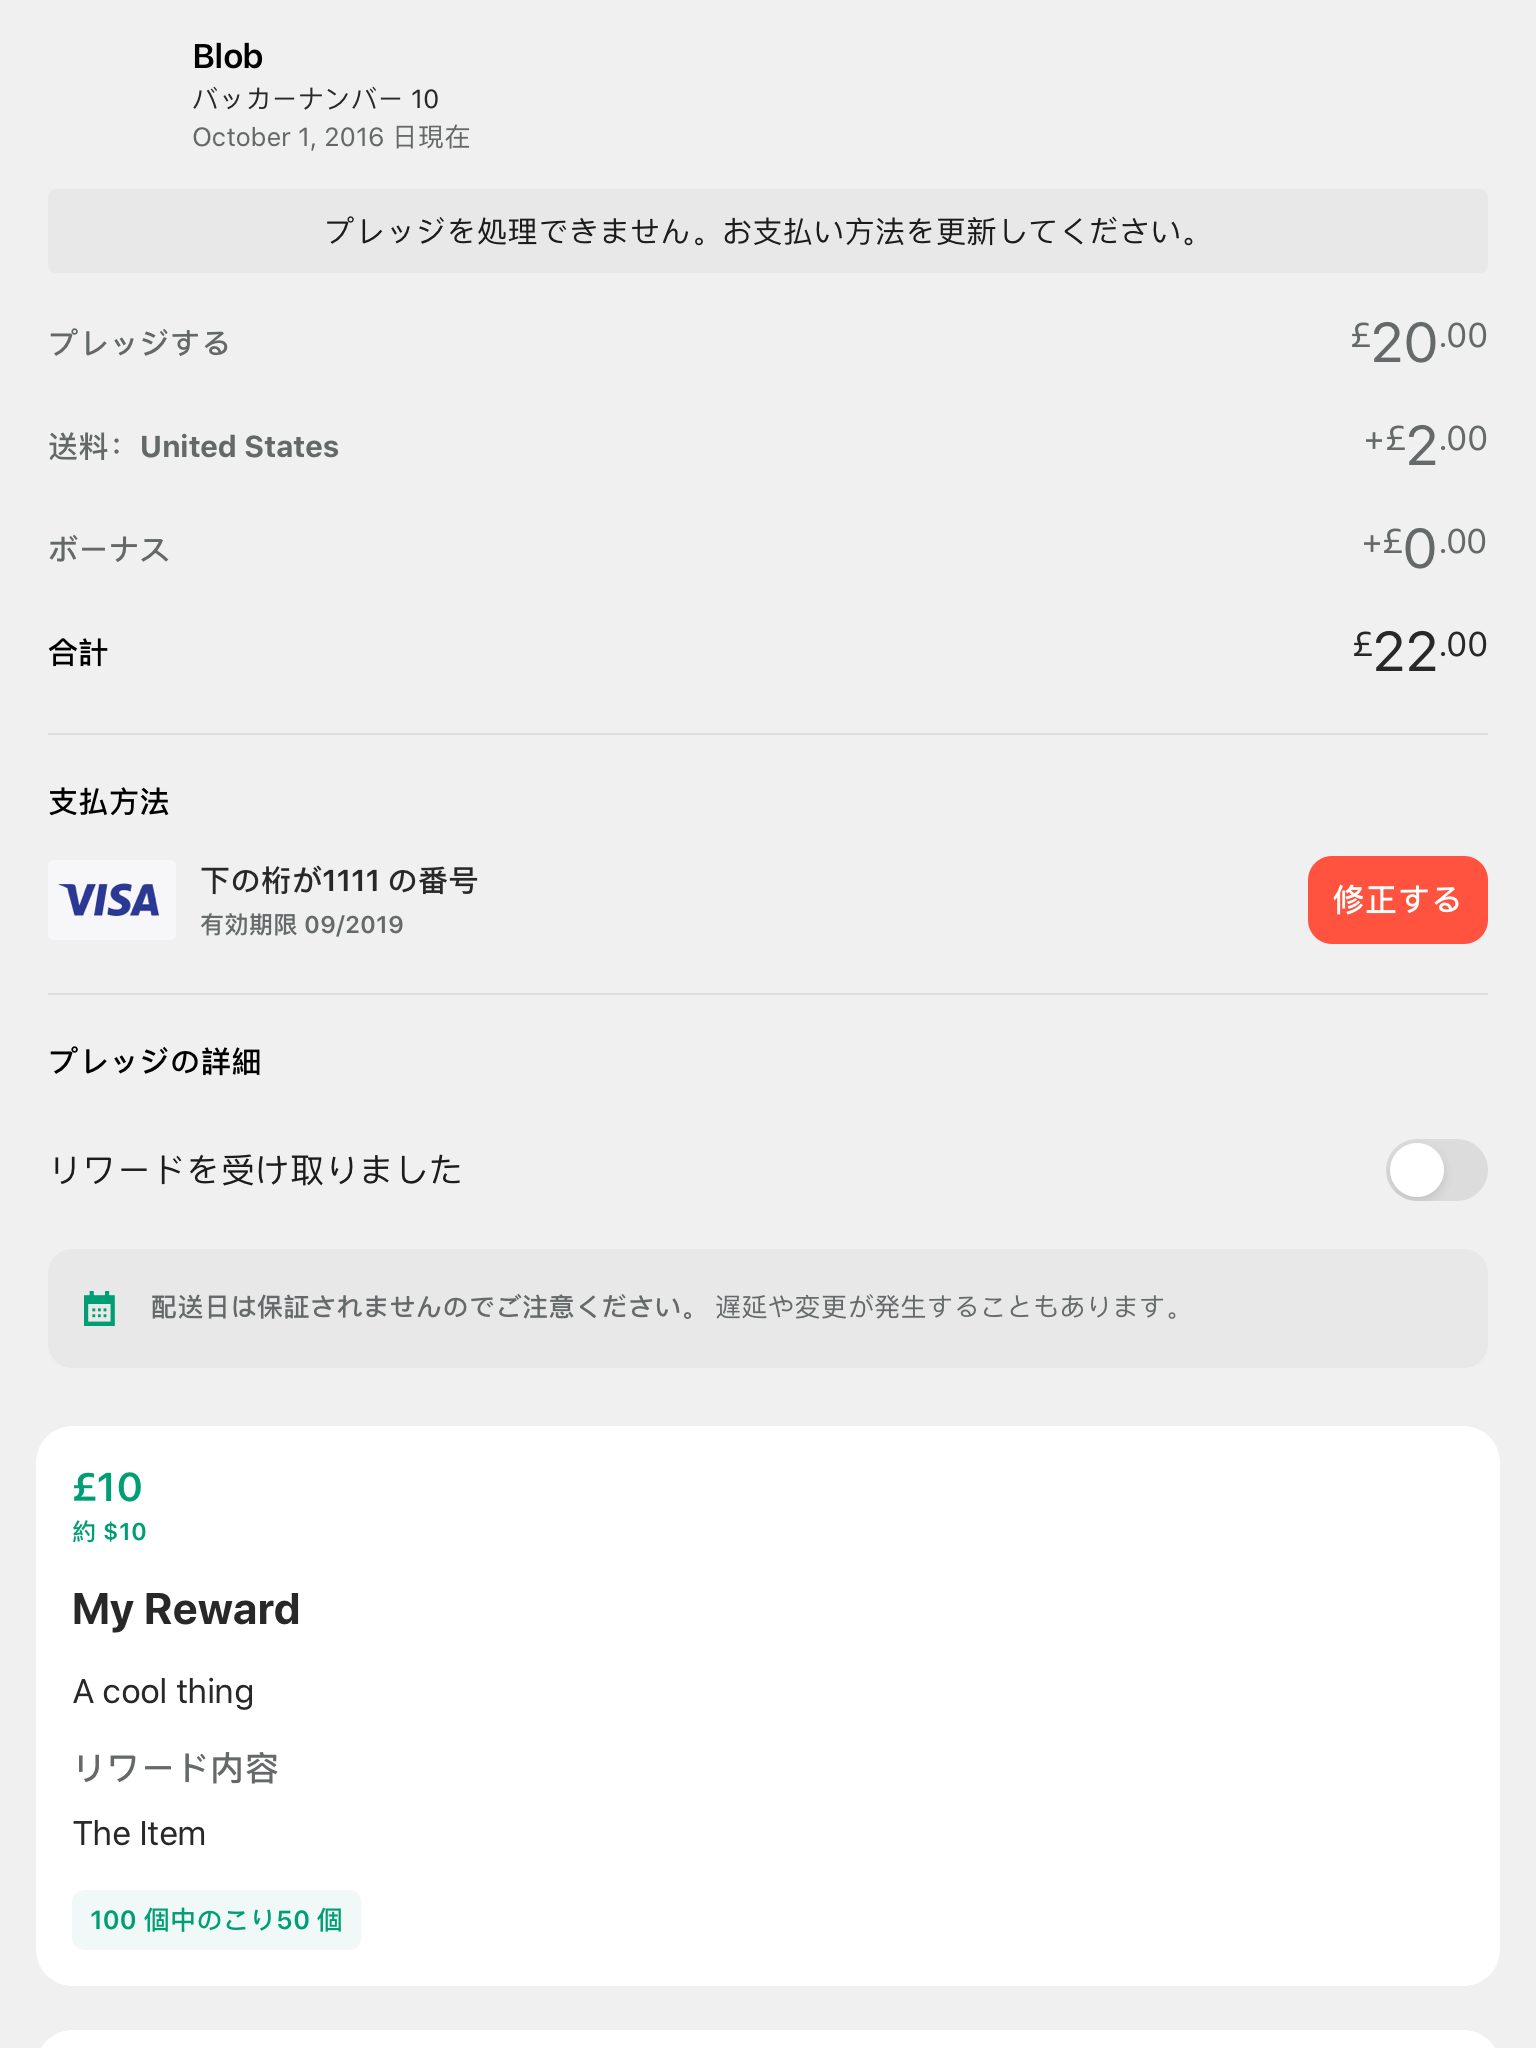 Blob
バッカーナンバー 10
October 1, 2016 日現在
プレッジを処理できません。お支払い方法を更新してください。
プレッジする £20.00
送料： United States +£2.00
ボーナス +£0.00
合計 £22.00
支払方法
VISA
下の桁が1111 の番号
有効期限 09/2019
修正する
プレッジの詳細
リワードを受け取りました
配送日は保証されませんのでご注意ください。 遅延や変更が発生することもあります。
£10
約 $10
My Reward
A cool thing
リワード内容
The Item
100 個中のこり50 個